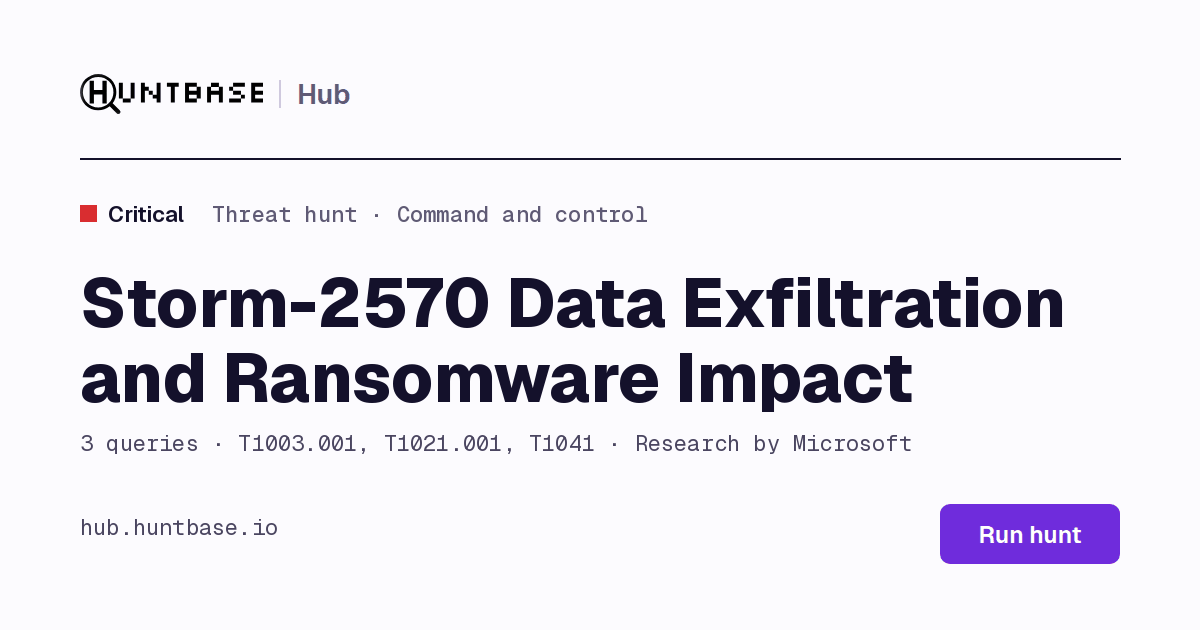 HUNTBASE | Hub
Critical Threat hunt · Command and control
Storm-2570 Data Exfiltration
and Ransomware Impact
3 queries · T1003.001, T1021.001, T1041 · Research by Microsoft
hub.huntbase.io
Run hunt